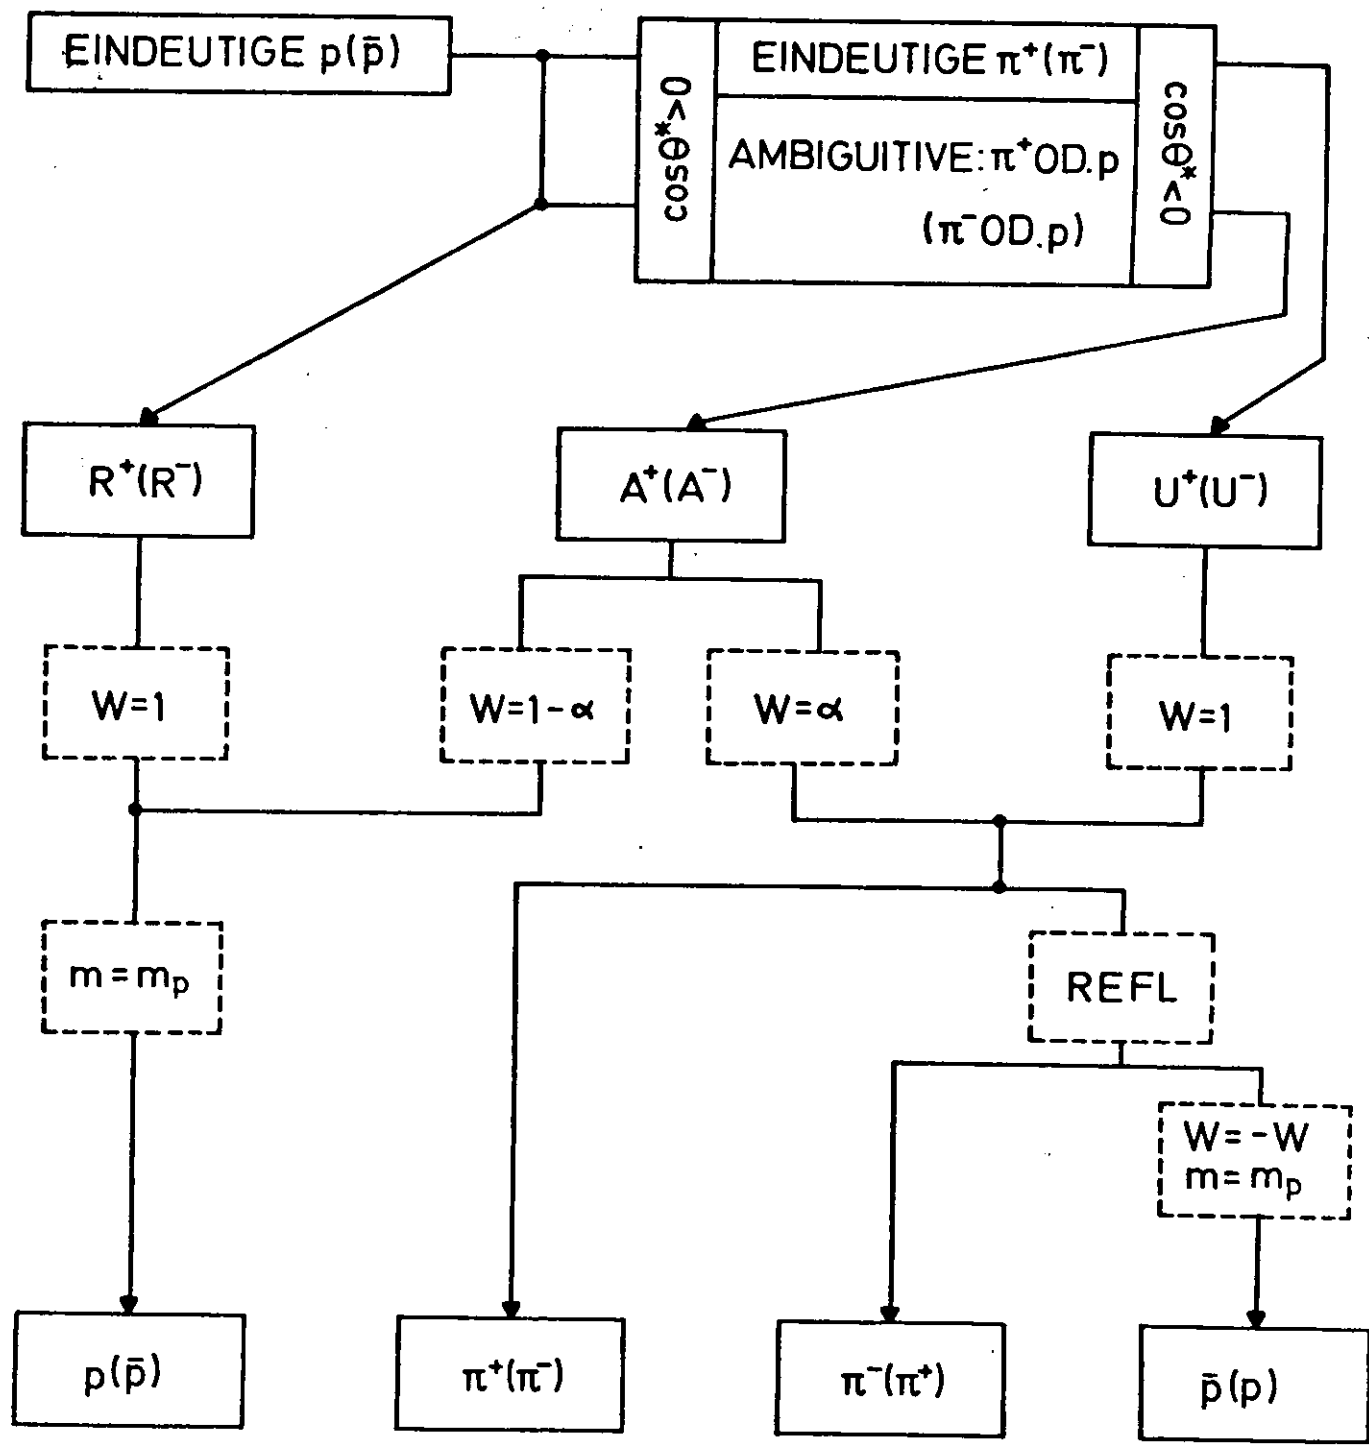 EINDEUTIGE p(p̄)
cosθ*>0
EINDEUTIGE π⁺(π⁻)
AMBIGUITIVE: π⁺OD.p
(π⁻OD.p)
cosθ*<0
R⁺(R⁻)
A⁺(A⁻)
U⁺(U⁻)
W=1
W=1-α
W=α
W=1
m=mₚ
REFL
W=-W
m=mₚ
p(p̄)
π⁺(π⁻)
π⁻(π⁺)
p̄(p)